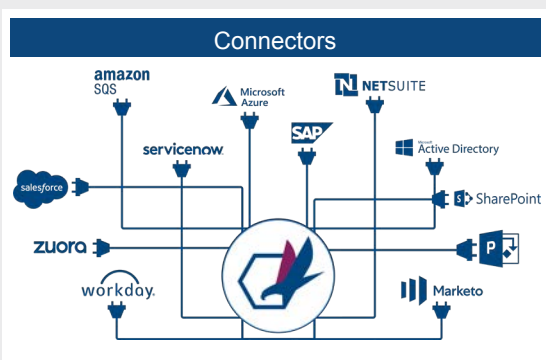 Connectors
amazon
SQS
Microsoft
Azure
NETSUITE
servicenow
SAP
Microsoft
Active Directory
salesforce
S
SharePoint
zuora
P
workday.
Marketo